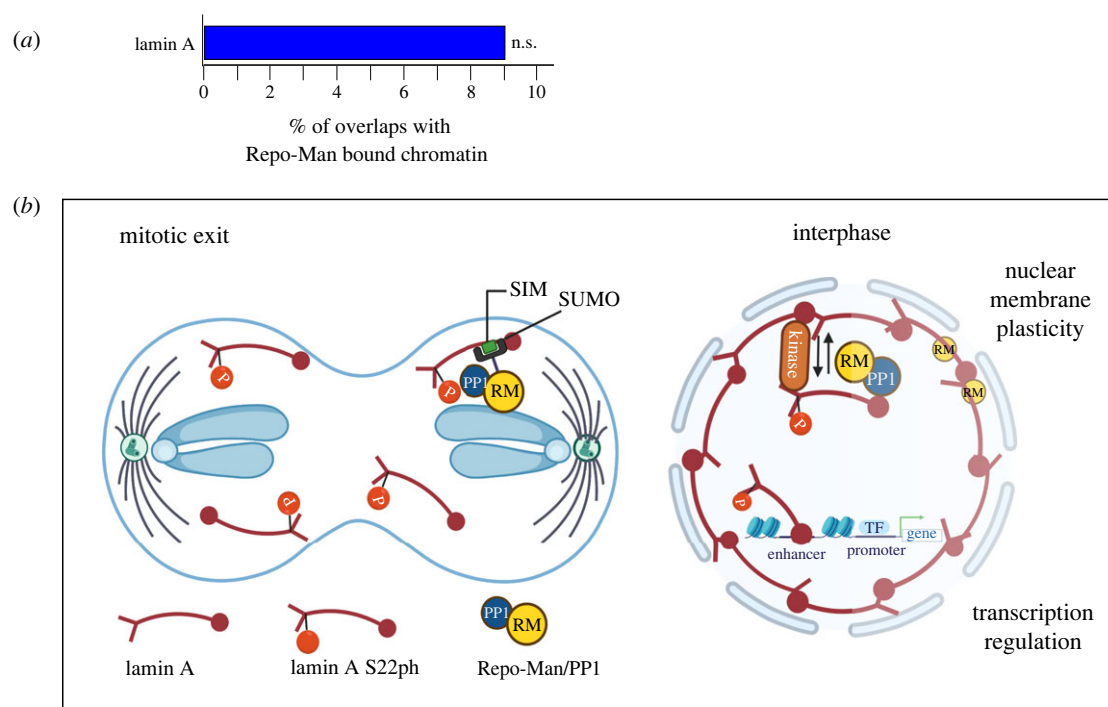 (a)
lamin A
n.s.
0 2 4 6 8 10
% of overlaps with
Repo-Man bound chromatin
(b)
mitotic exit
interphase
SIM
SUMO
nuclear
membrane
plasticity
P
P
PP1
RM
P
P
kinase
RM
PP1
RM
RM
P
P
TF
gene
enhancer
promoter
transcription
regulation
PP1
RM
lamin A
lamin A S22ph
Repo-Man/PP1